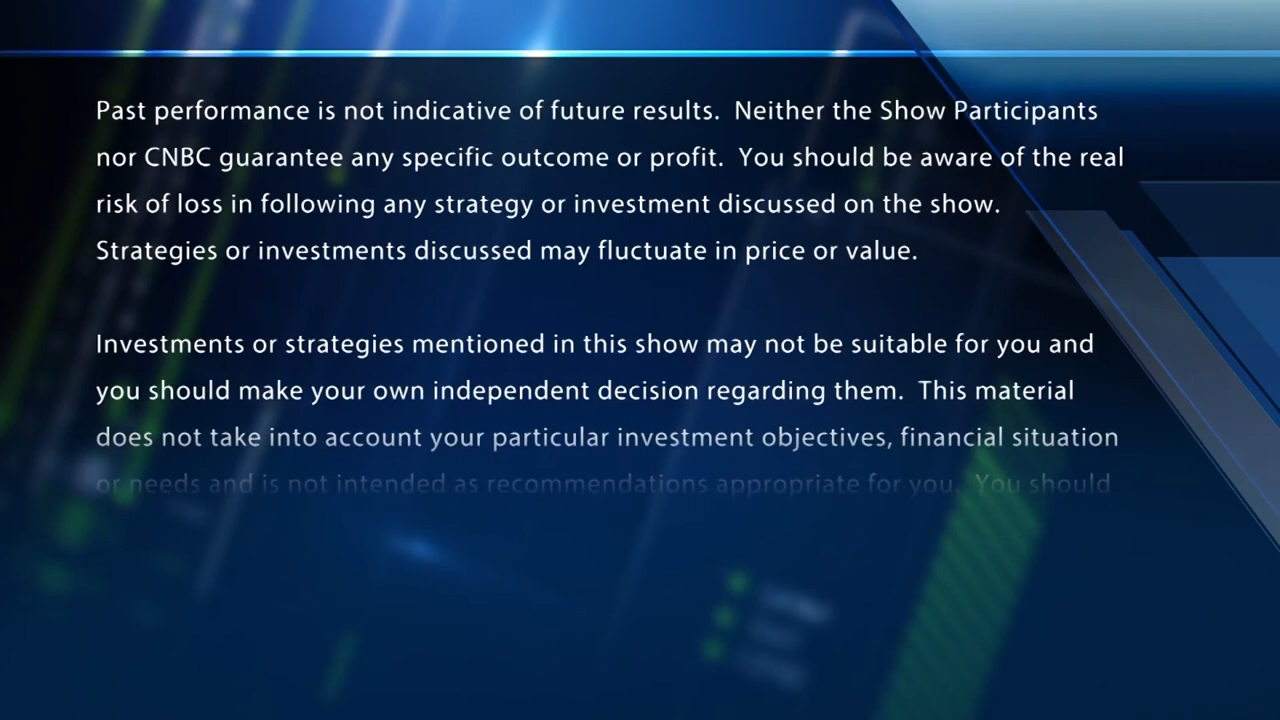 Past performance is not indicative of future results.  Neither the Show Participants
nor CNBC guarantee any specific outcome or profit.  You should be aware of the real
risk of loss in following any strategy or investment discussed on the show.
Strategies or investments discussed may fluctuate in price or value.
Investments or strategies mentioned in this show may not be suitable for you and
you should make your own independent decision regarding them.  This material
does not take into account your particular investment objectives, financial situation
or needs and is not intended as recommendations appropriate for you.  You should